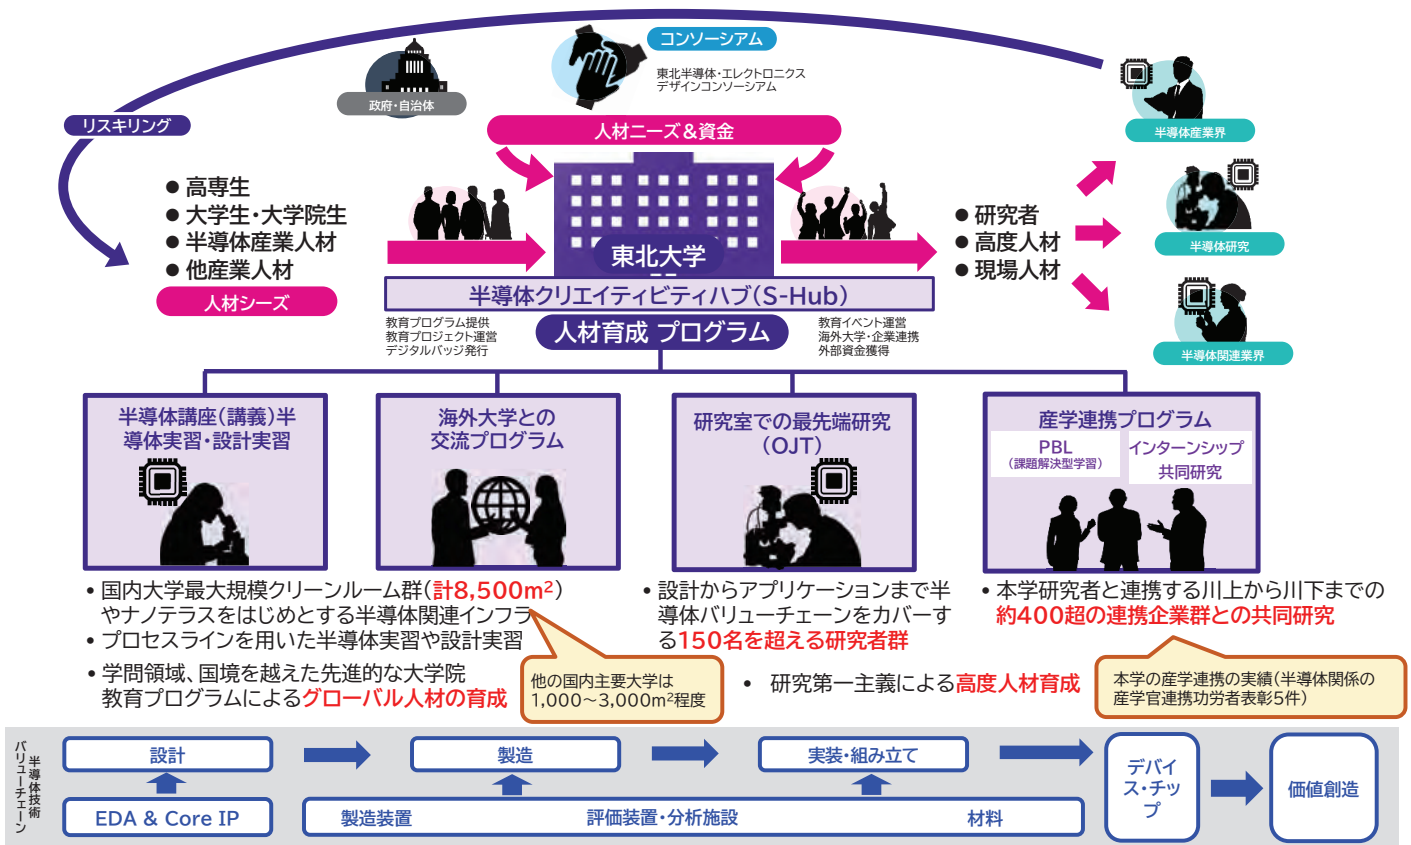 コンソーシアム
東北半導体・エレクトロニクス
デザインコンソーシアム
政府・自治体
リスキリング
人材ニーズ&資金
半導体産業界
● 高専生
● 大学生・大学院生
● 半導体産業人材
● 他産業人材
人材シーズ
東北大学
半導体クリエイティビティハブ(S-Hub)
● 研究者
● 高度人材
● 現場人材
半導体研究
半導体関連業界
教育プログラム提供
教育プロジェクト運営
デジタルバッジ発行
人材育成 プログラム
教育イベント運営
海外大学・企業連携
外部資金獲得
半導体講座(講義)半
導体実習・設計実習
海外大学との
交流プログラム
研究室での最先端研究
(OJT)
産学連携プログラム
PBL
(課題解決型学習)
インターンシップ
共同研究
• 国内大学最大規模クリーンルーム群(計8,500m²)
やナノテラスをはじめとする半導体関連インフラ
• プロセスラインを用いた半導体実習や設計実習
• 学問領域、国境を越えた先進的な大学院
教育プログラムによるグローバル人材の育成
他の国内主要大学は
1,000～3,000m²程度
• 設計からアプリケーションまで半
導体バリューチェーンをカバーす
る150名を超える研究者群
• 研究第一主義による高度人材育成
• 本学研究者と連携する川上から川下までの
約400超の連携企業群との共同研究
本学の産学連携の実績(半導体関係の
産学官連携功労者表彰5件)
半導体技術
バリューチェーン
設計
製造
実装・組み立て
EDA & Core IP
製造装置
評価装置・分析施設
材料
デバイ
ス・チッ
プ
価値創造